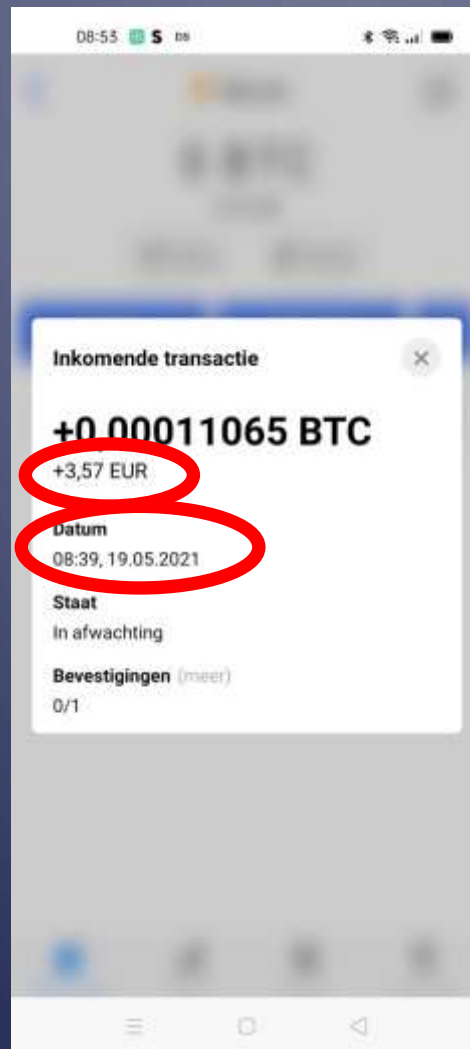 08:53 S DS
Inkomende transactie
+0,00011065 BTC
+3,57 EUR
Datum
08:39, 19.05.2021
Staat
In afwachting
Bevestigingen (meer)
0/1